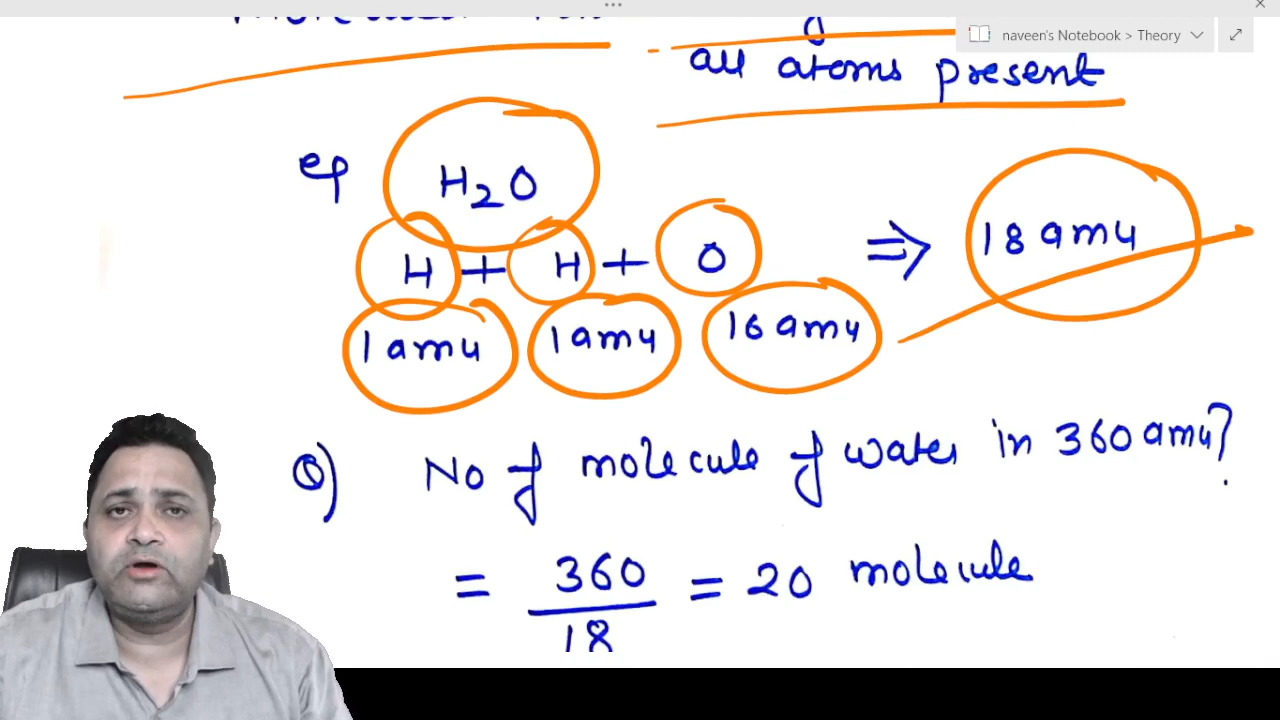 naveen's Notebook > Theory
all atoms present
eg H2O
H + H + O ⇒ 18 amu
1 amu 1 amu 16 amu
Q) No of molecule of water in 360 amu?
= 360/18 = 20 molecule